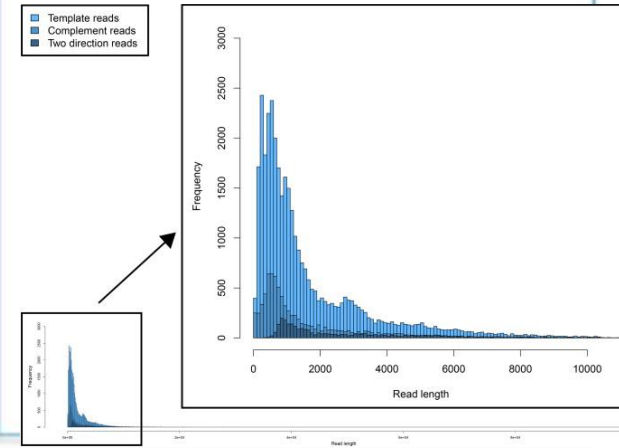 Template reads
Complement reads
Two direction reads
Frequency
3000
2500
2000
1500
1000
500
0
0 2000 4000 6000 8000 10000
Read length
Frequency
Read length